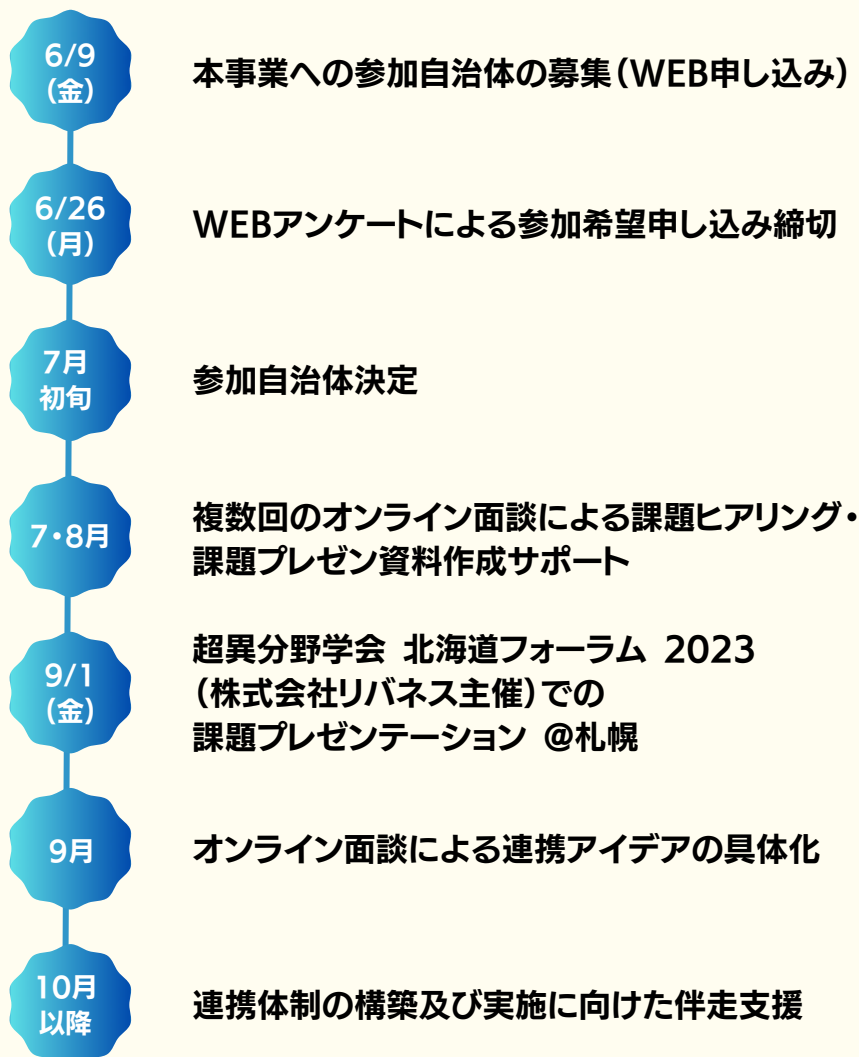 6/9
(金)
本事業への参加自治体の募集(WEB申し込み)
6/26
(月)
WEBアンケートによる参加希望申し込み締切
7月
初旬
参加自治体決定
7・8月
複数回のオンライン面談による課題ヒアリング・
課題プレゼン資料作成サポート
9/1
(金)
超異分野学会 北海道フォーラム 2023
(株式会社リバネス主催)での
課題プレゼンテーション @札幌
9月
オンライン面談による連携アイデアの具体化
10月
以降
連携体制の構築及び実施に向けた伴走支援